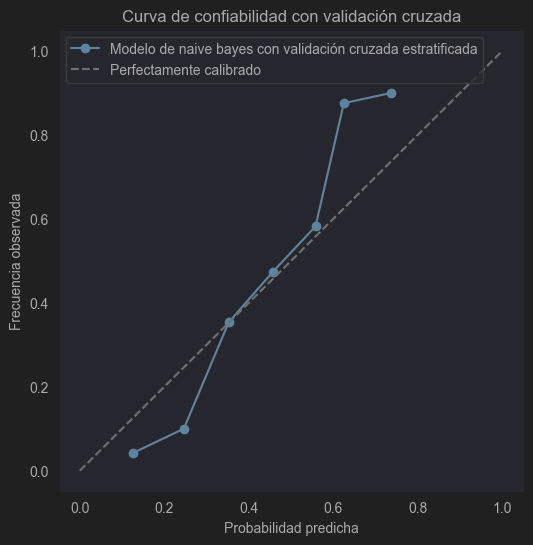 Curva de confiabilidad con validación cruzada
Modelo de naive bayes con validación cruzada estratificada
Perfectamente calibrado
1.0
0.8
0.6
0.4
0.2
0.0
Frecuencia observada
0.0 0.2 0.4 0.6 0.8 1.0
Probabilidad predicha